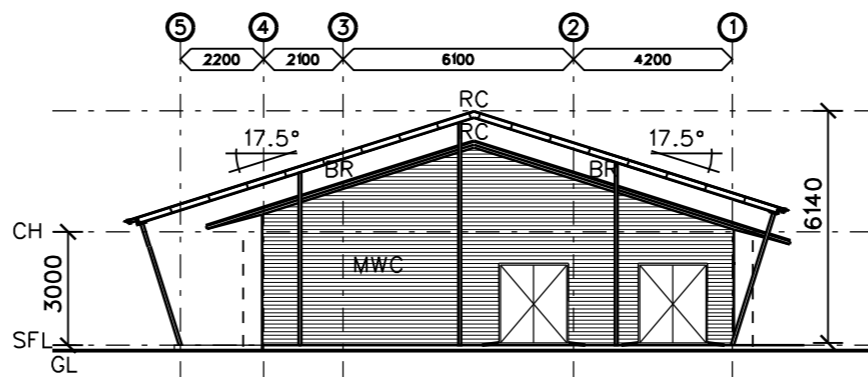 5 4 3 2 1
2200 2100 6100 4200
RC
RC
17.5° 17.5°
BR BR
6140
CH
3000
MWC
SFL
GL